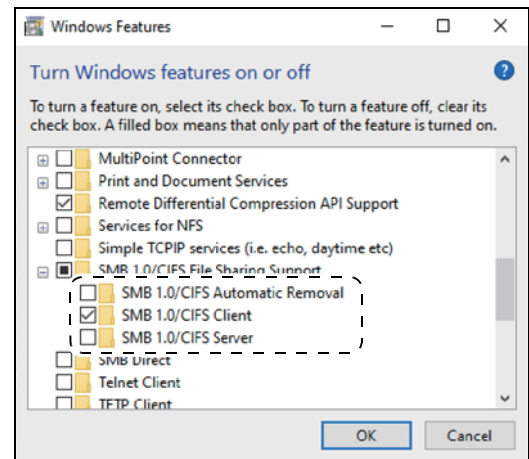 Windows Features
Turn Windows features on or off
To turn a feature on, select its check box. To turn a feature off, clear its
check box. A filled box means that only part of the feature is turned on.
MultiPoint Connector
Print and Document Services
Remote Differential Compression API Support
Services for NFS
Simple TCPIP services (i.e. echo, daytime etc)
SMB 1.0/CIFS File Sharing Support
SMB 1.0/CIFS Automatic Removal
SMB 1.0/CIFS Client
SMB 1.0/CIFS Server
SMB Direct
Telnet Client
TFTP Client
OK Cancel